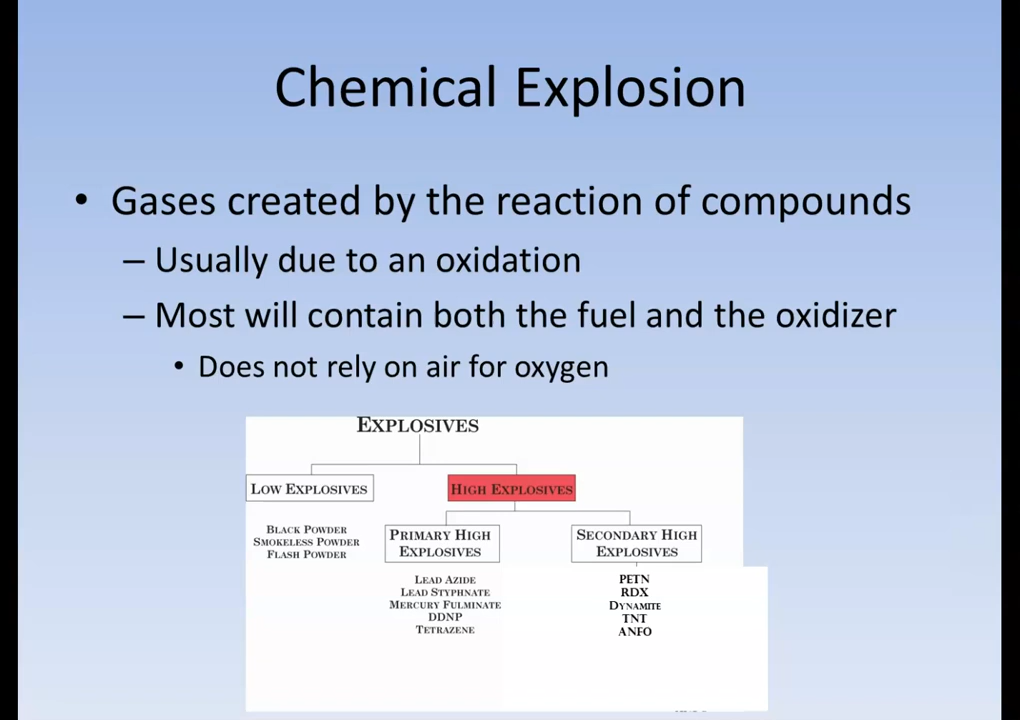 Chemical Explosion
• Gases created by the reaction of compounds
– Usually due to an oxidation
– Most will contain both the fuel and the oxidizer
• Does not rely on air for oxygen
EXPLOSIVES
LOW EXPLOSIVES
HIGH EXPLOSIVES
BLACK POWDER
SMOKELESS POWDER
FLASH POWDER
PRIMARY HIGH
EXPLOSIVES
SECONDARY HIGH
EXPLOSIVES
LEAD AZIDE
LEAD STYPHNATE
MERCURY FULMINATE
DDNP
TETRAZENE
PETN
RDX
DYNAMITE
TNT
ANFO